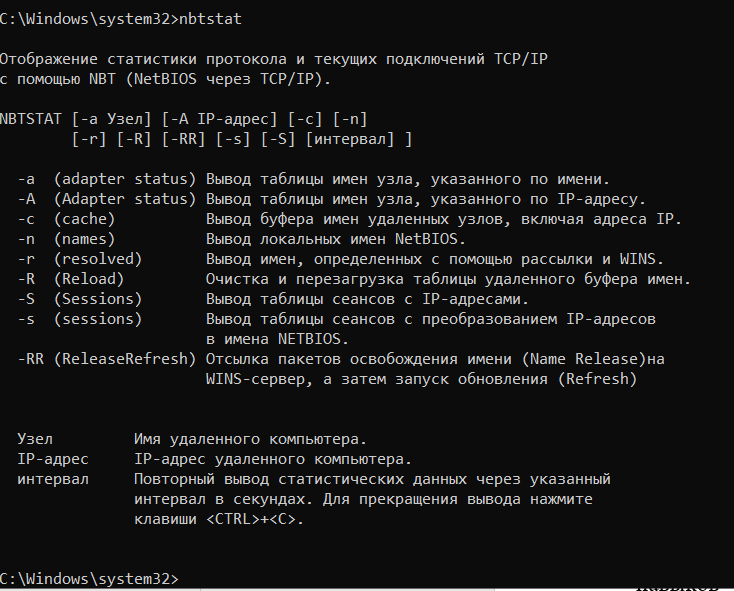 C:\Windows\system32>nbtstat
Отображение статистики протокола и текущих подключений TCP/IP
с помощью NBT (NetBIOS через TCP/IP).
NBTSTAT [-a Узел] [-A IP-адрес] [-c] [-n]
[-r] [-R] [-RR] [-s] [-S] [интервал] ]
-a (adapter status) Вывод таблицы имен узла, указанного по имени.
-A (Adapter status) Вывод таблицы имен узла, указанного по IP-адресу.
-c (cache) Вывод буфера имен удаленных узлов, включая адреса IP.
-n (names) Вывод локальных имен NetBIOS.
-r (resolved) Вывод имен, определенных с помощью рассылки и WINS.
-R (Reload) Очистка и перезагрузка таблицы удаленного буфера имен.
-S (Sessions) Вывод таблицы сеансов с IP-адресами.
-s (sessions) Вывод таблицы сеансов с преобразованием IP-адресов
в имена NETBIOS.
-RR (ReleaseRefresh) Отсылка пакетов освобождения имени (Name Release)на
WINS-сервер, а затем запуск обновления (Refresh)
Узел Имя удаленного компьютера.
IP-адрес IP-адрес удаленного компьютера.
интервал Повторный вывод статистических данных через указанный
интервал в секундах. Для прекращения вывода нажмите
клавиши <CTRL>+<C>.
C:\Windows\system32>